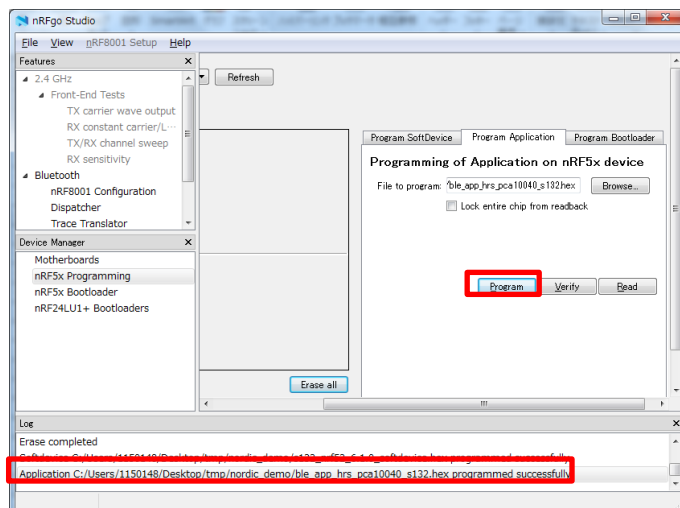 nRFgo Studio
File View nRF8001 Setup Help
Features
2.4 GHz
Front-End Tests
TX carrier wave output
RX constant carrier/L…
TX/RX channel sweep
RX sensitivity
Bluetooth
nRF8001 Configuration
Dispatcher
Trace Translator
Device Manager
Motherboards
nRF5x Programming
nRF5x Bootloader
nRF24LU1+ Bootloaders
Refresh
Erase all
Program SoftDevice Program Application Program Bootloader
Programming of Application on nRF5x device
File to program: /ble_app_hrs_pca10040_s132.hex Browse...
Lock entire chip from readback
Program Verify Read
Log
Erase completed
programmed successfully
Application C:/Users/1150148/Desktop/tmp/nordic_demo/ble_app_hrs_pca10040_s132.hex programmed successfully